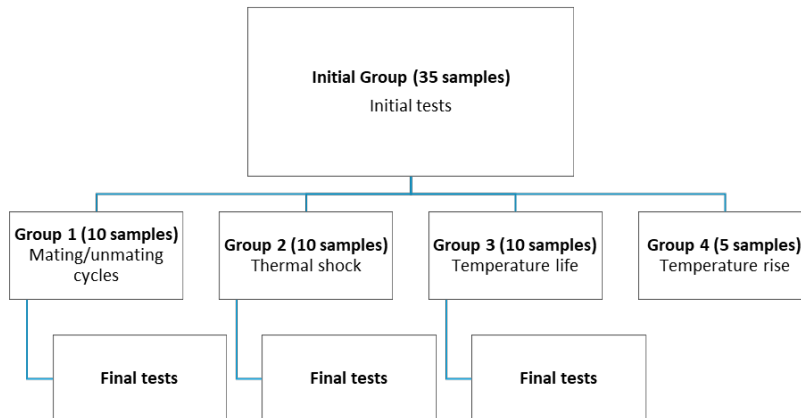 Initial Group (35 samples)
Initial tests
Group 1 (10 samples)
Mating/unmating
cycles
Group 2 (10 samples)
Thermal shock
Group 3 (10 samples)
Temperature life
Group 4 (5 samples)
Temperature rise
Final tests
Final tests
Final tests